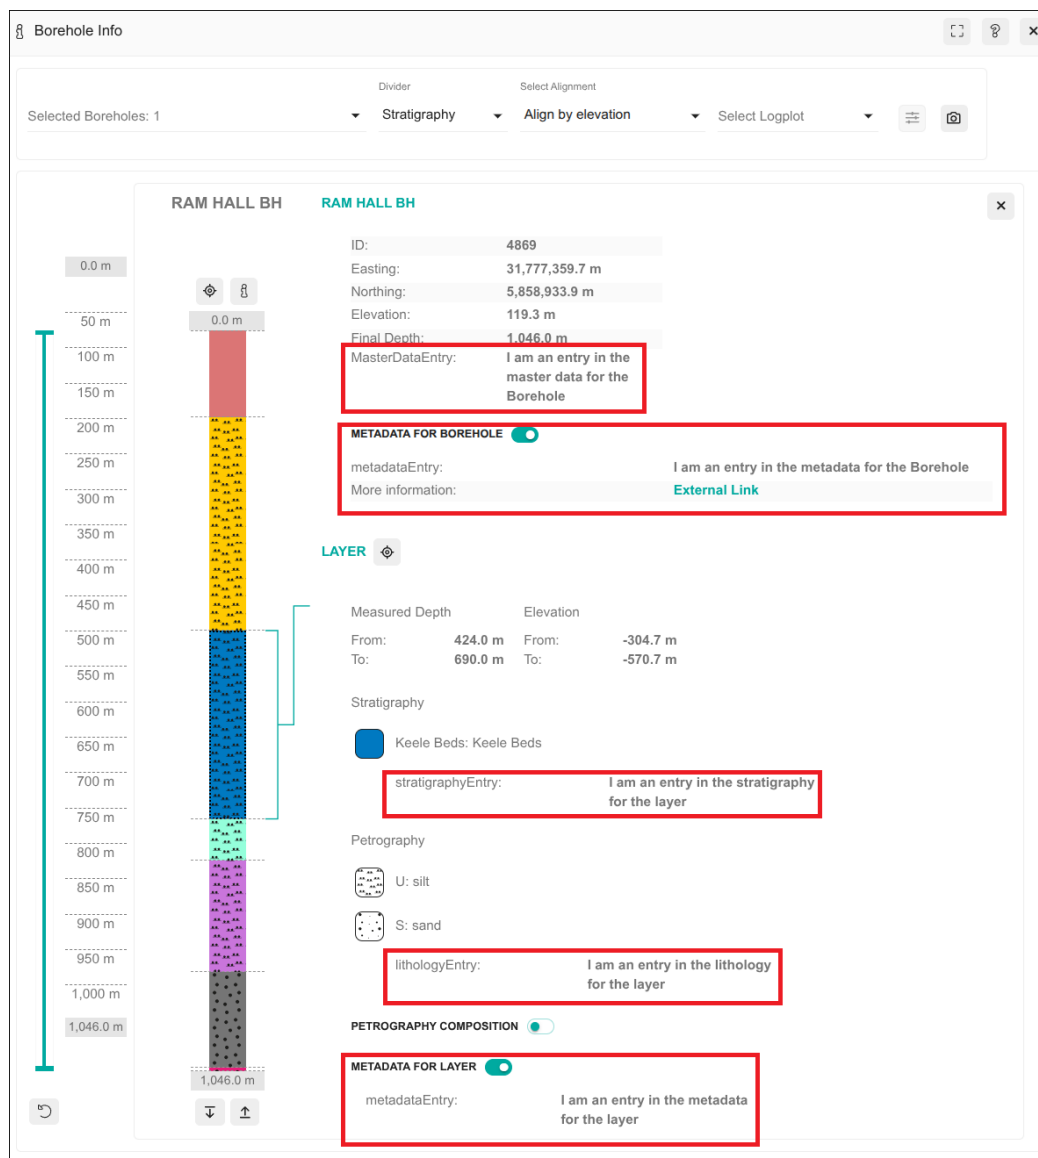 Borehole Info
Divider
Select Alignment
Selected Boreholes: 1
Stratigraphy
Align by elevation
Select Logplot
RAM HALL BH
RAM HALL BH
0.0 m
50 m
100 m
150 m
200 m
250 m
300 m
350 m
400 m
450 m
500 m
550 m
600 m
650 m
700 m
750 m
800 m
850 m
900 m
950 m
1,000 m
1,046.0 m
0.0 m
1,046.0 m
ID: 4869
Easting: 31,777,359.7 m
Northing: 5,858,933.9 m
Elevation: 119.3 m
Final Depth: 1,046.0 m
MasterDataEntry: I am an entry in the
master data for the
Borehole
METADATA FOR BOREHOLE
metadataEntry: I am an entry in the metadata for the Borehole
More information: External Link
LAYER
Measured Depth Elevation
From: 424.0 m From: -304.7 m
To: 690.0 m To: -570.7 m
Stratigraphy
Keele Beds: Keele Beds
stratigraphyEntry: I am an entry in the stratigraphy
for the layer
Petrography
U: silt
S: sand
lithologyEntry: I am an entry in the lithology
for the layer
PETROGRAPHY COMPOSITION
METADATA FOR LAYER
metadataEntry: I am an entry in the metadata
for the layer